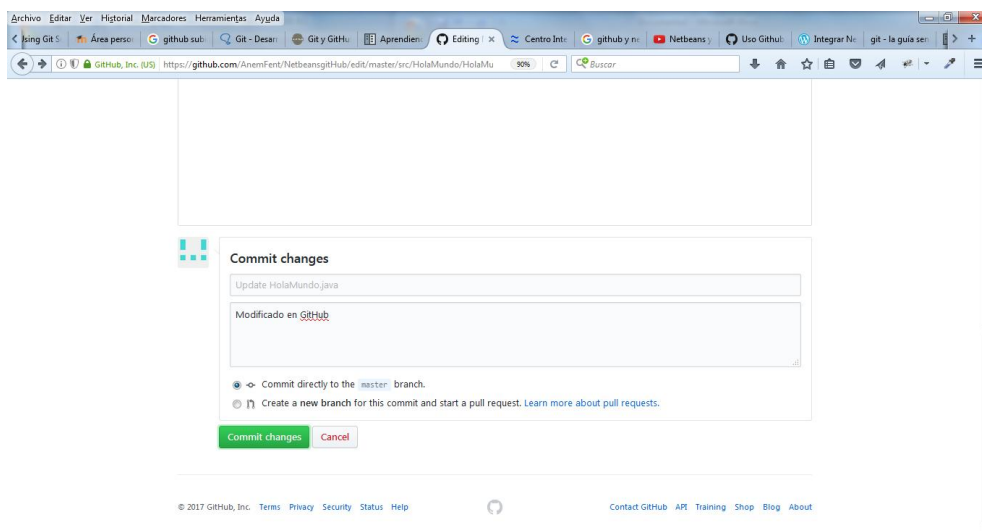 Archivo Editar Ver Historial Marcadores Herramientas Ayuda
Ising Git S Área person github sub Git - Desarr Git y GitHu Aprendien Editing Centro Inte github y ne Netbeans y Uso Github Integrar Ne git - la guía sen
GitHub, Inc. (US) https://github.com/AnemFent/NetbeansgitHub/edit/master/src/HolaMundo/HolaMu 90% Buscar
Commit changes
Update HolaMundo.java
Modificado en GitHub
Commit directly to the master branch.
Create a new branch for this commit and start a pull request. Learn more about pull requests.
Commit changes Cancel
© 2017 GitHub, Inc. Terms Privacy Security Status Help Contact GitHub API Training Shop Blog About